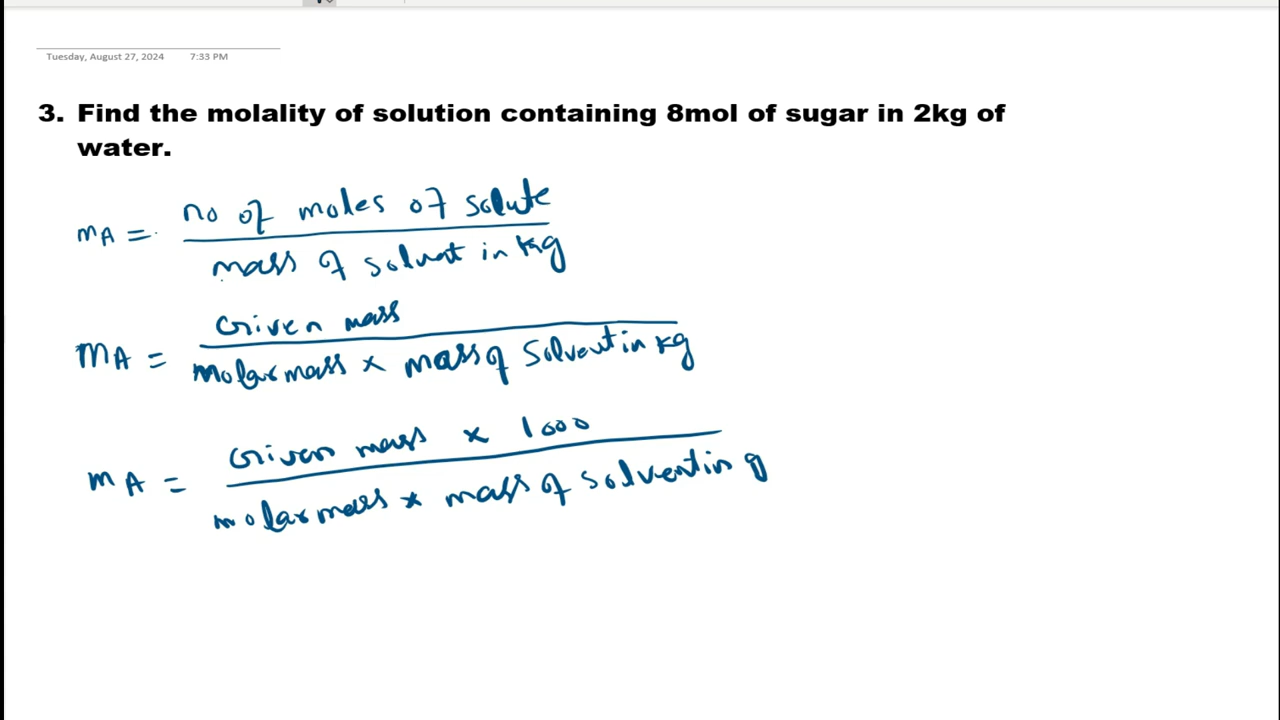 Tuesday, August 27, 2024 7:33 PM
3. Find the molality of solution containing 8mol of sugar in 2kg of
water.
mA = no of moles of solute
mass of solvent in kg
mA = Given mass
molar mass × mass of solvent in kg
mA = Given mass × 1000
molar mass × mass of solvent in g